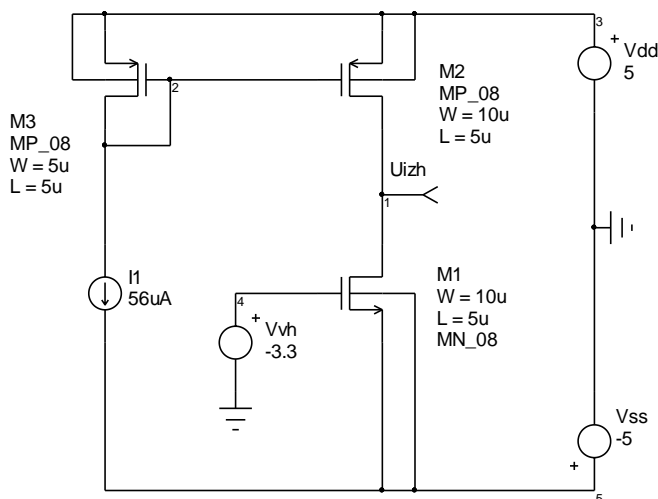 3
+
Vdd
5
M2
MP_08
W = 10u
L = 5u
2
M3
MP_08
W = 5u
L = 5u
Uizh
1
I1
56uA
4
+
Vvh
-3.3
M1
W = 10u
L = 5u
MN_08
Vss
-5
+
5